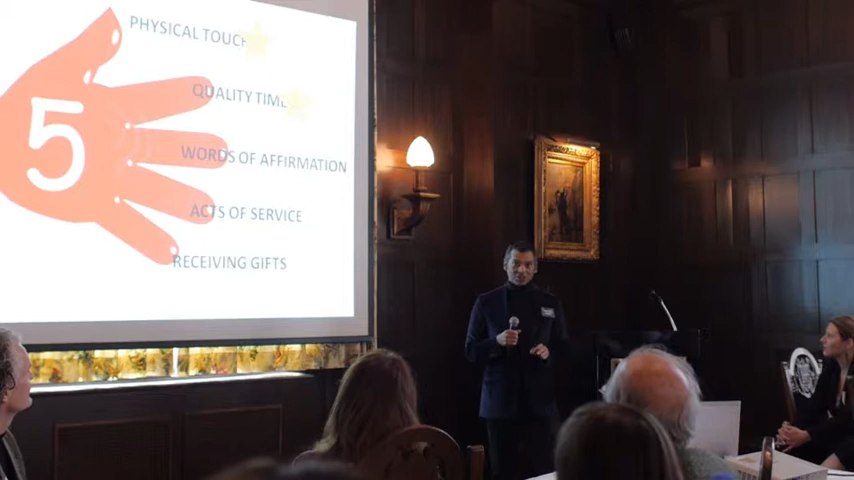 PHYSICAL TOUCH
5
QUALITY TIME
WORDS OF AFFIRMATION
ACTS OF SERVICE
RECEIVING GIFTS